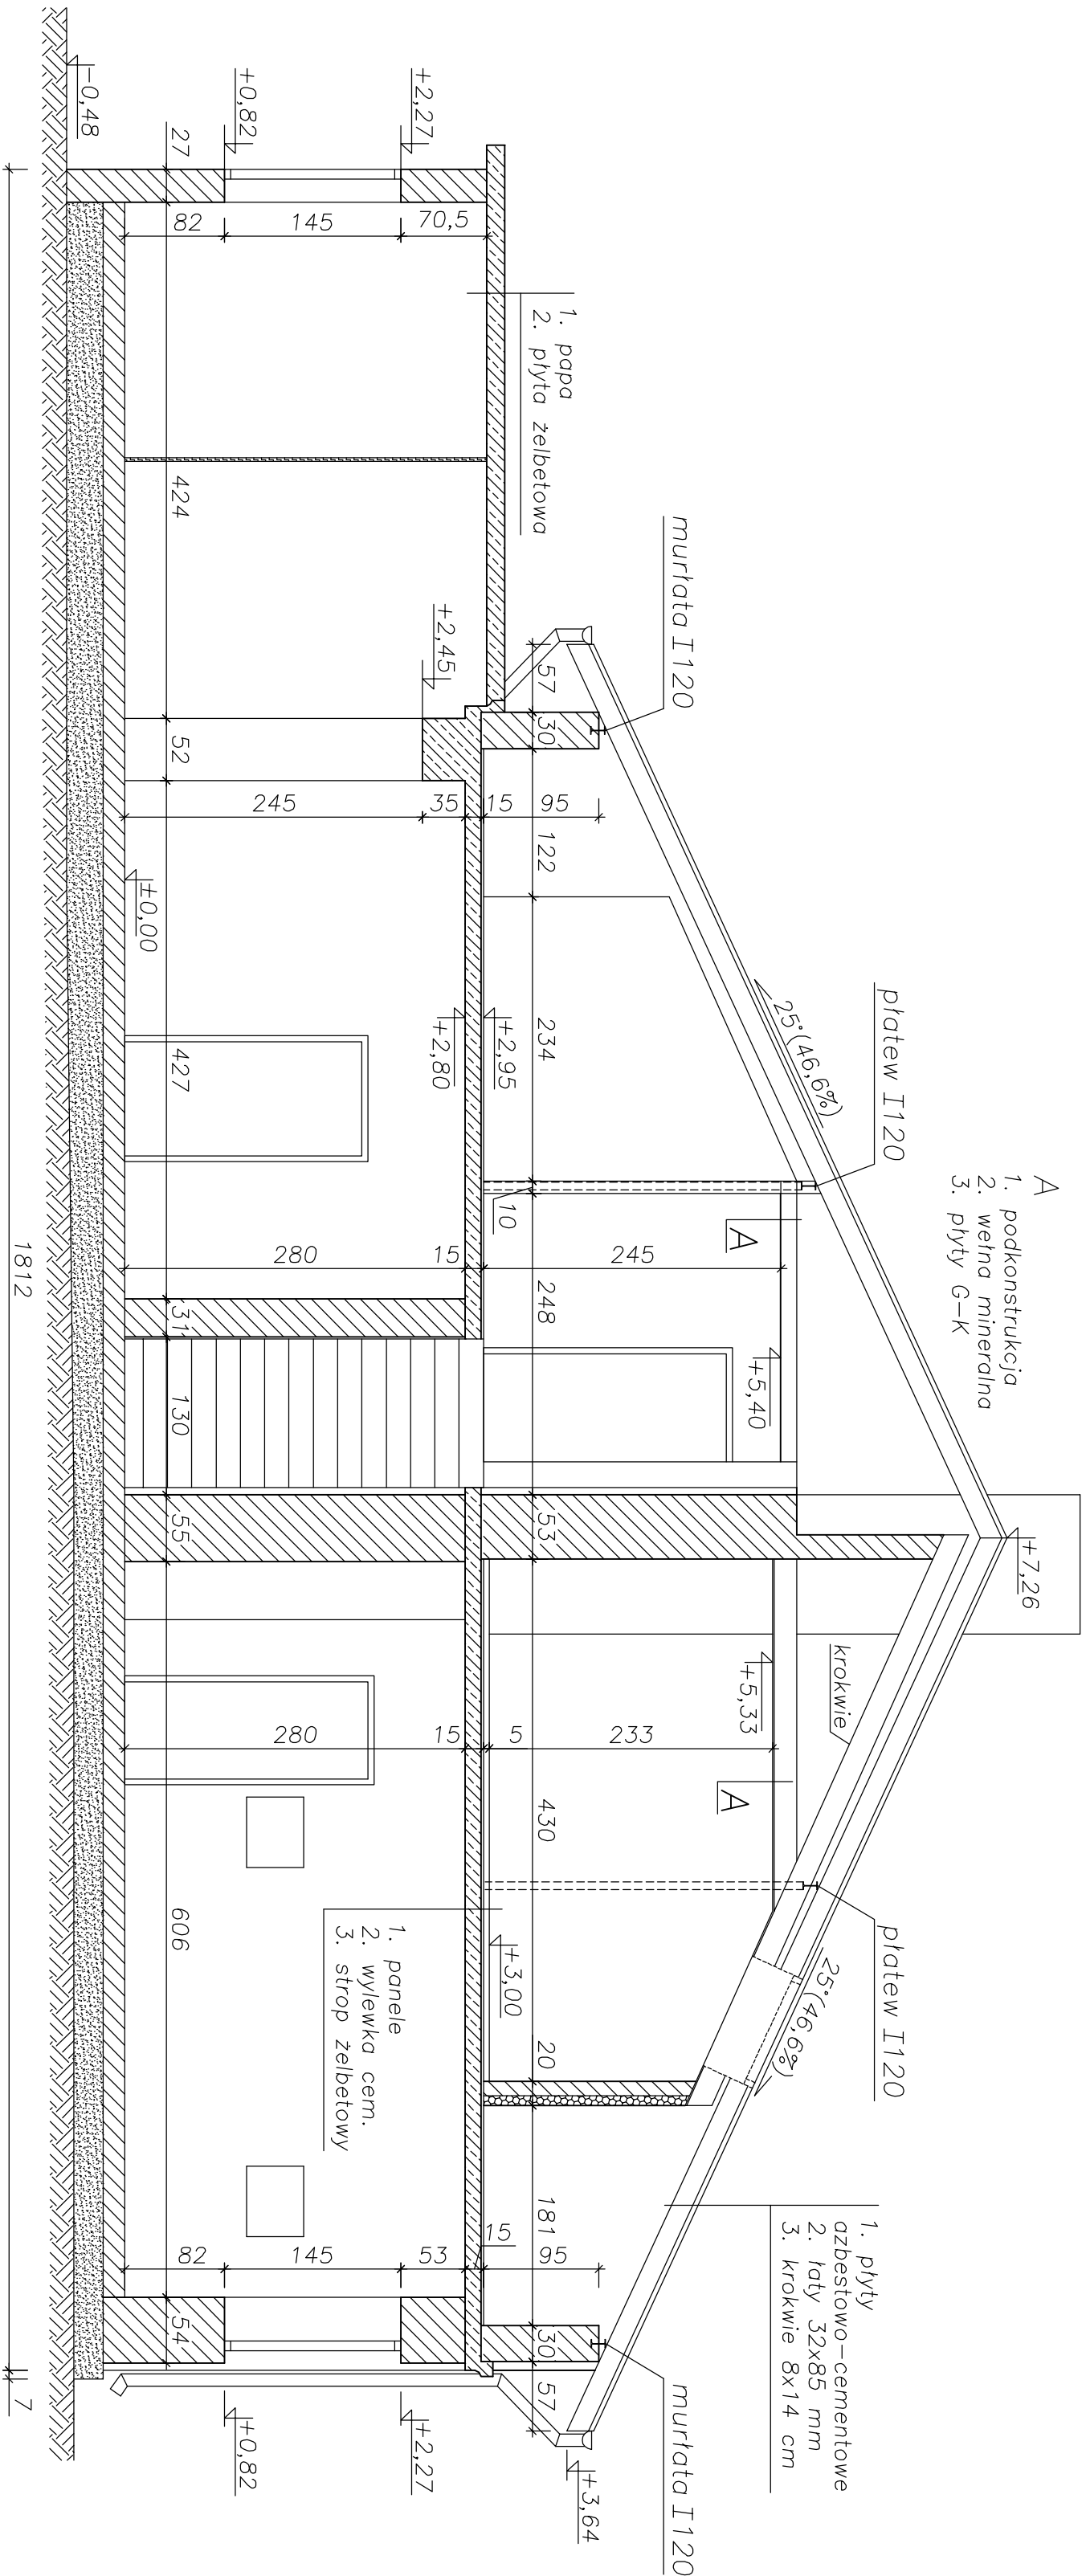 A
1. podkonstrukcja
2. wełna mineralna
3. płyty G-K
+7,26
płatew I120
25°(46,6%)
krokwie
płatew I120
25°(46,6%)
1. płyty
azbestowo-cementowe
2. łaty 32x85 mm
3. krokwie 8x14 cm
murłata I120
murłata I120
1. papa
2. płyta żelbetowa
+5,40
+5,33
A
A
+3,64
95
245
233
95
57
30
122
234
248
53
430
20
181
30
57
10
15
15
5
15
+2,95
+3,00
+2,80
35
15
15
53
+2,27
+2,45
+2,27
70,5
145
245
280
280
145
1. panele
2. wylewka cem.
3. strop żelbetowy
+0,82
+0,82
82
82
27
424
52
427
31
130
55
606
54
±0,00
-0,48
1812
7